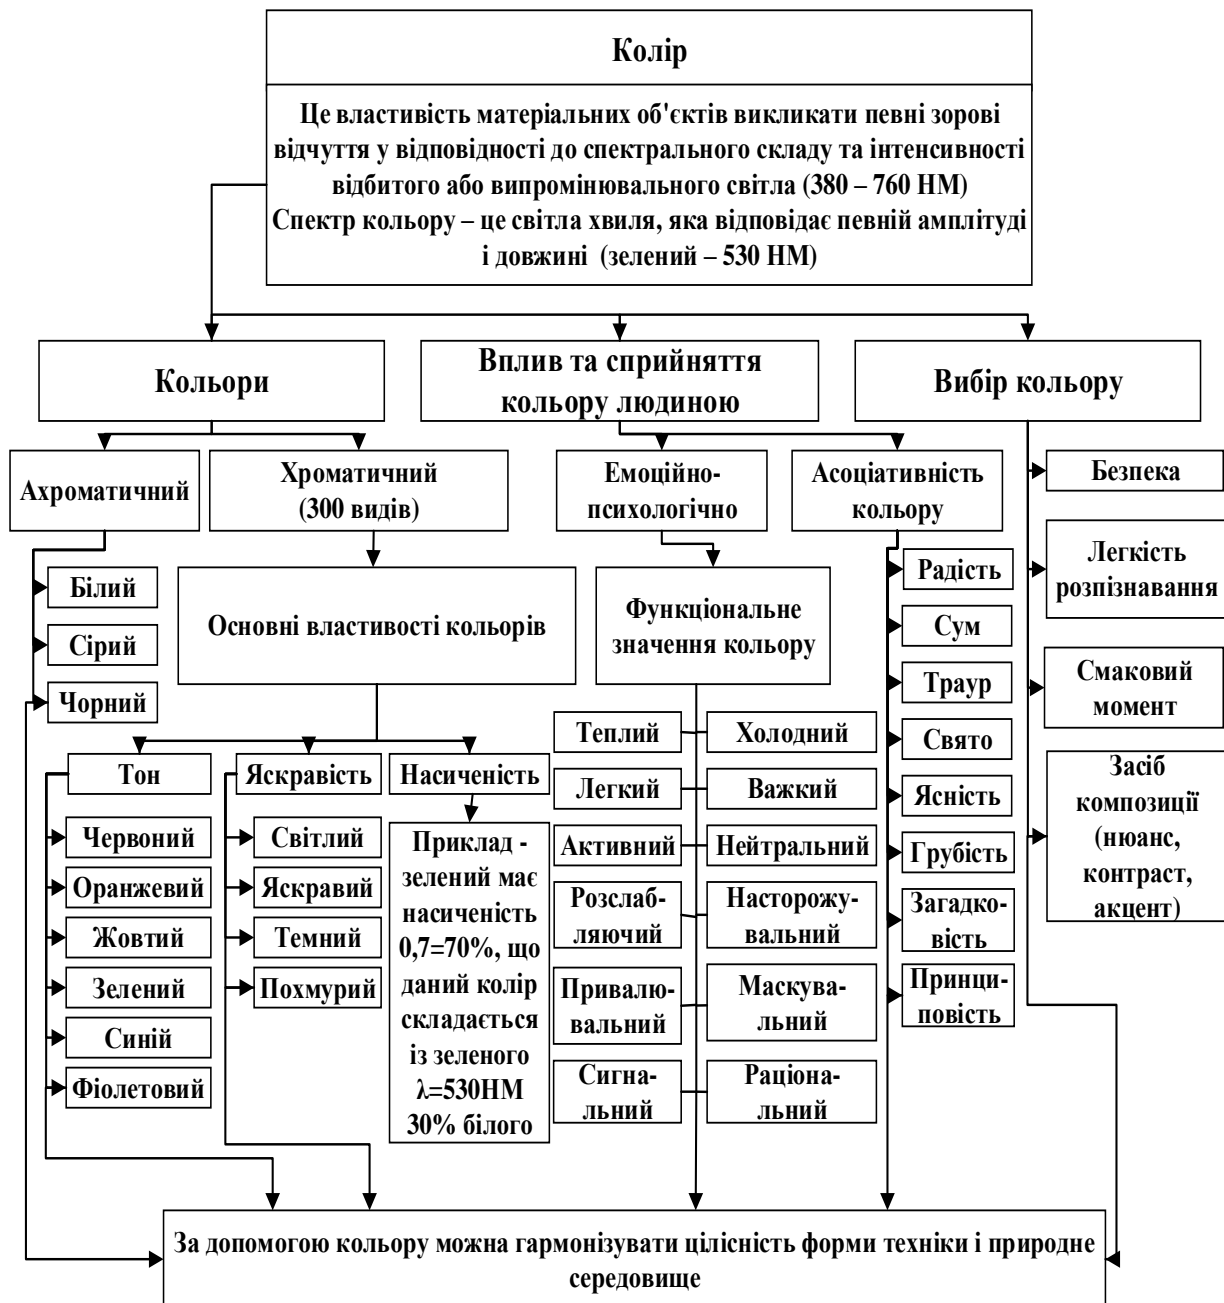 Колір
Це властивість матеріальних об'єктів викликати певні зорові
відчуття у відповідності до спектрального складу та інтенсивності
відбитого або випромінювального світла (380 – 760 НМ)
Спектр кольору – це світла хвиля, яка відповідає певній амплітуді
і довжині (зелений – 530 НМ)
Кольори
Вплив та сприйняття
кольору людиною
Вибір кольору
Ахроматичний
Хроматичний
(300 видів)
Емоційно-
психологічно
Асоціативність
кольору
Безпека
Легкість
розпізнавання
Смаковий
момент
Засіб
композиції
(нюанс,
контраст,
акцент)
Білий
Сірий
Чорний
Основні властивості кольорів
Функціональне
значення кольору
Радість
Сум
Траур
Свято
Ясність
Грубість
Загадко-
вість
Принци-
повість
Тон
Яскравість
Насиченість
Червоний
Оранжевий
Жовтий
Зелений
Синій
Фіолетовий
Світлий
Яскравий
Темний
Похмурий
Приклад -
зелений має
насиченість
0,7=70%, що
даний колір
складається
із зеленого
λ=530НМ
30% білого
Теплий
Холодний
Легкий
Важкий
Активний
Нейтральний
Розслаб-
ляючий
Насторожу-
вальний
Привалю-
вальний
Маскува-
льний
Сигна-
льний
Раціона-
льний
За допомогою кольору можна гармонізувати цілісність форми техніки і природне
середовище